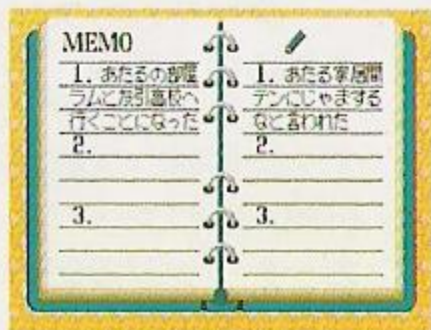 MEMO
1. あたるの部屋
ラムと友引高校へ
行くことになった
2.
3.
1. あたる家居間
テンにじゃまする
なと言われた
2.
3.